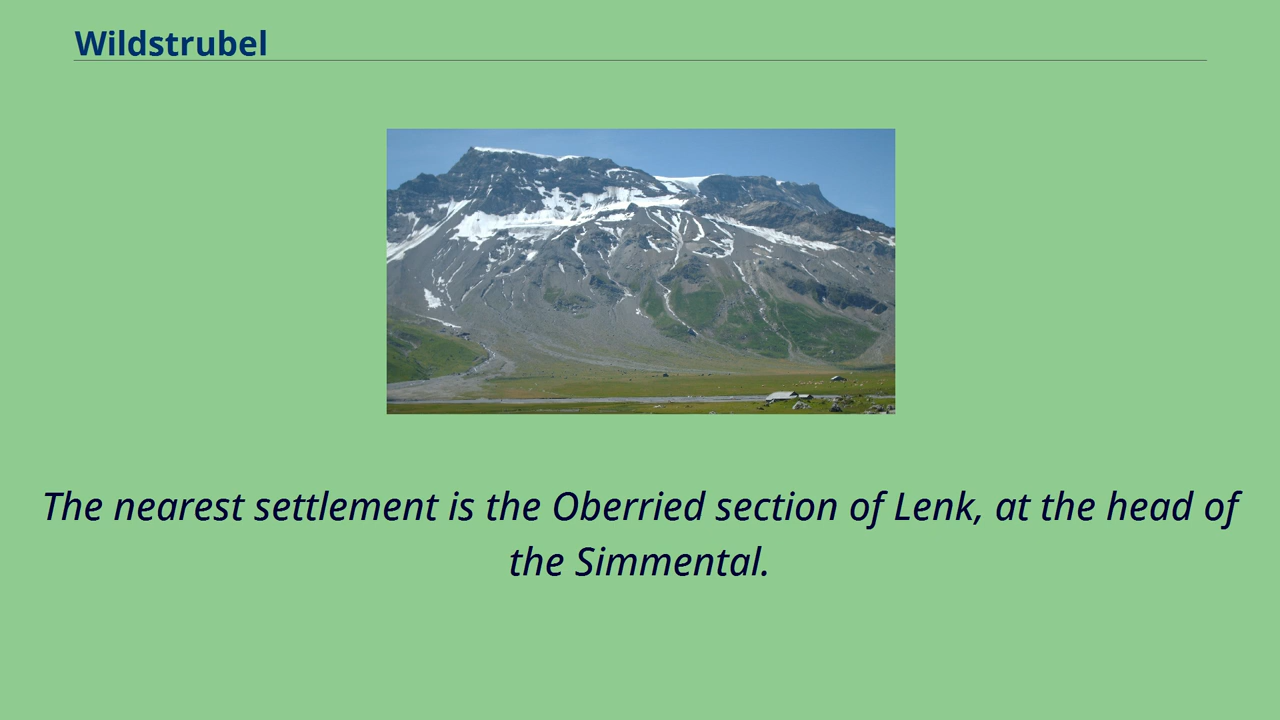 Wildstrubel
The nearest settlement is the Oberried section of Lenk, at the head of
the Simmental.